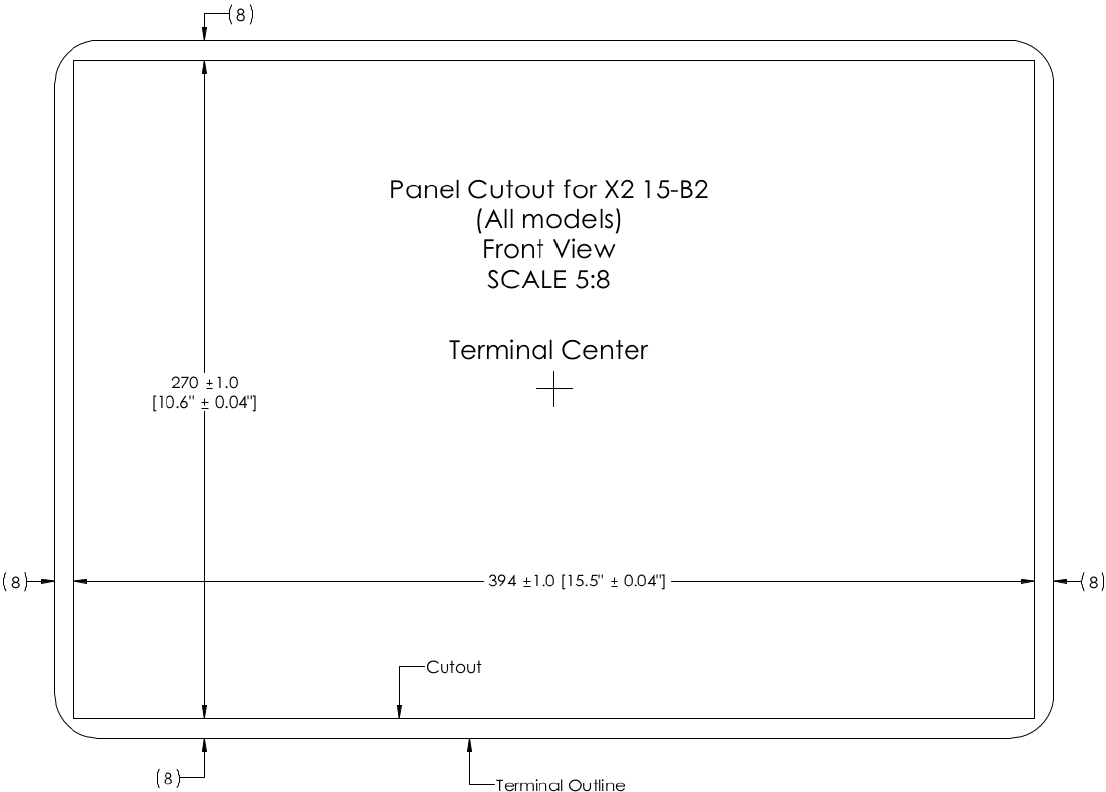 (8)
Panel Cutout for X2 15-B2
(All models)
Front View
SCALE 5:8
Terminal Center
270 ±1.0
[10.6" ± 0.04"]
(8)
394 ±1.0 [15.5" ± 0.04"]
(8)
Cutout
(8)
Terminal Outline